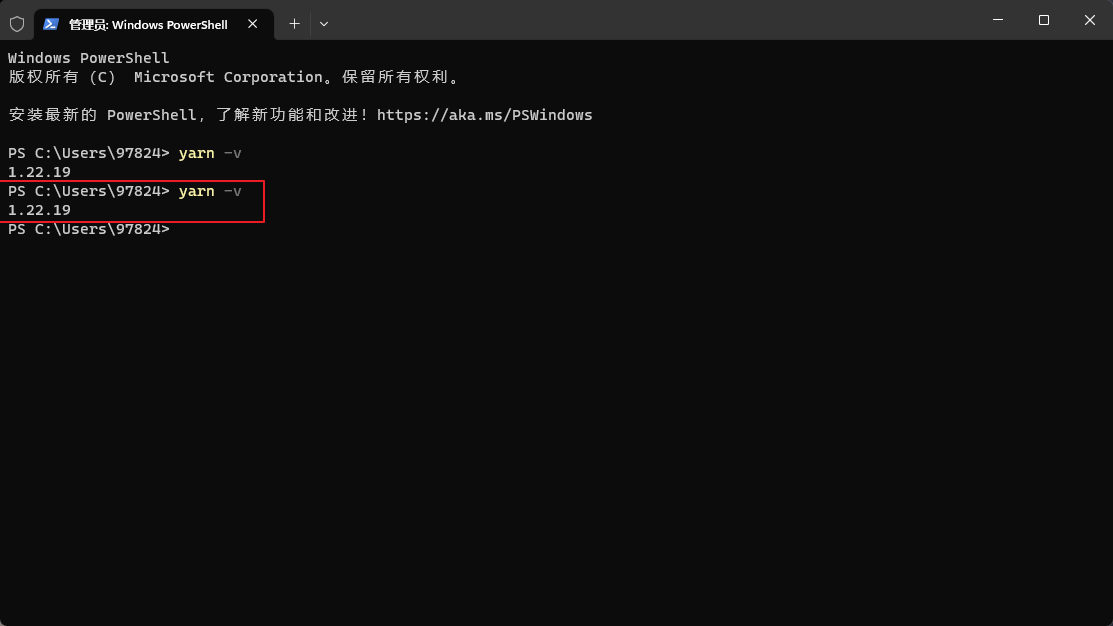 管理员: Windows PowerShell
Windows PowerShell
版权所有 (C)  Microsoft Corporation。保留所有权利。
安装最新的 PowerShell，了解新功能和改进！https://aka.ms/PSWindows
PS C:\Users\97824> yarn -v
1.22.19
PS C:\Users\97824> yarn -v
1.22.19
PS C:\Users\97824>